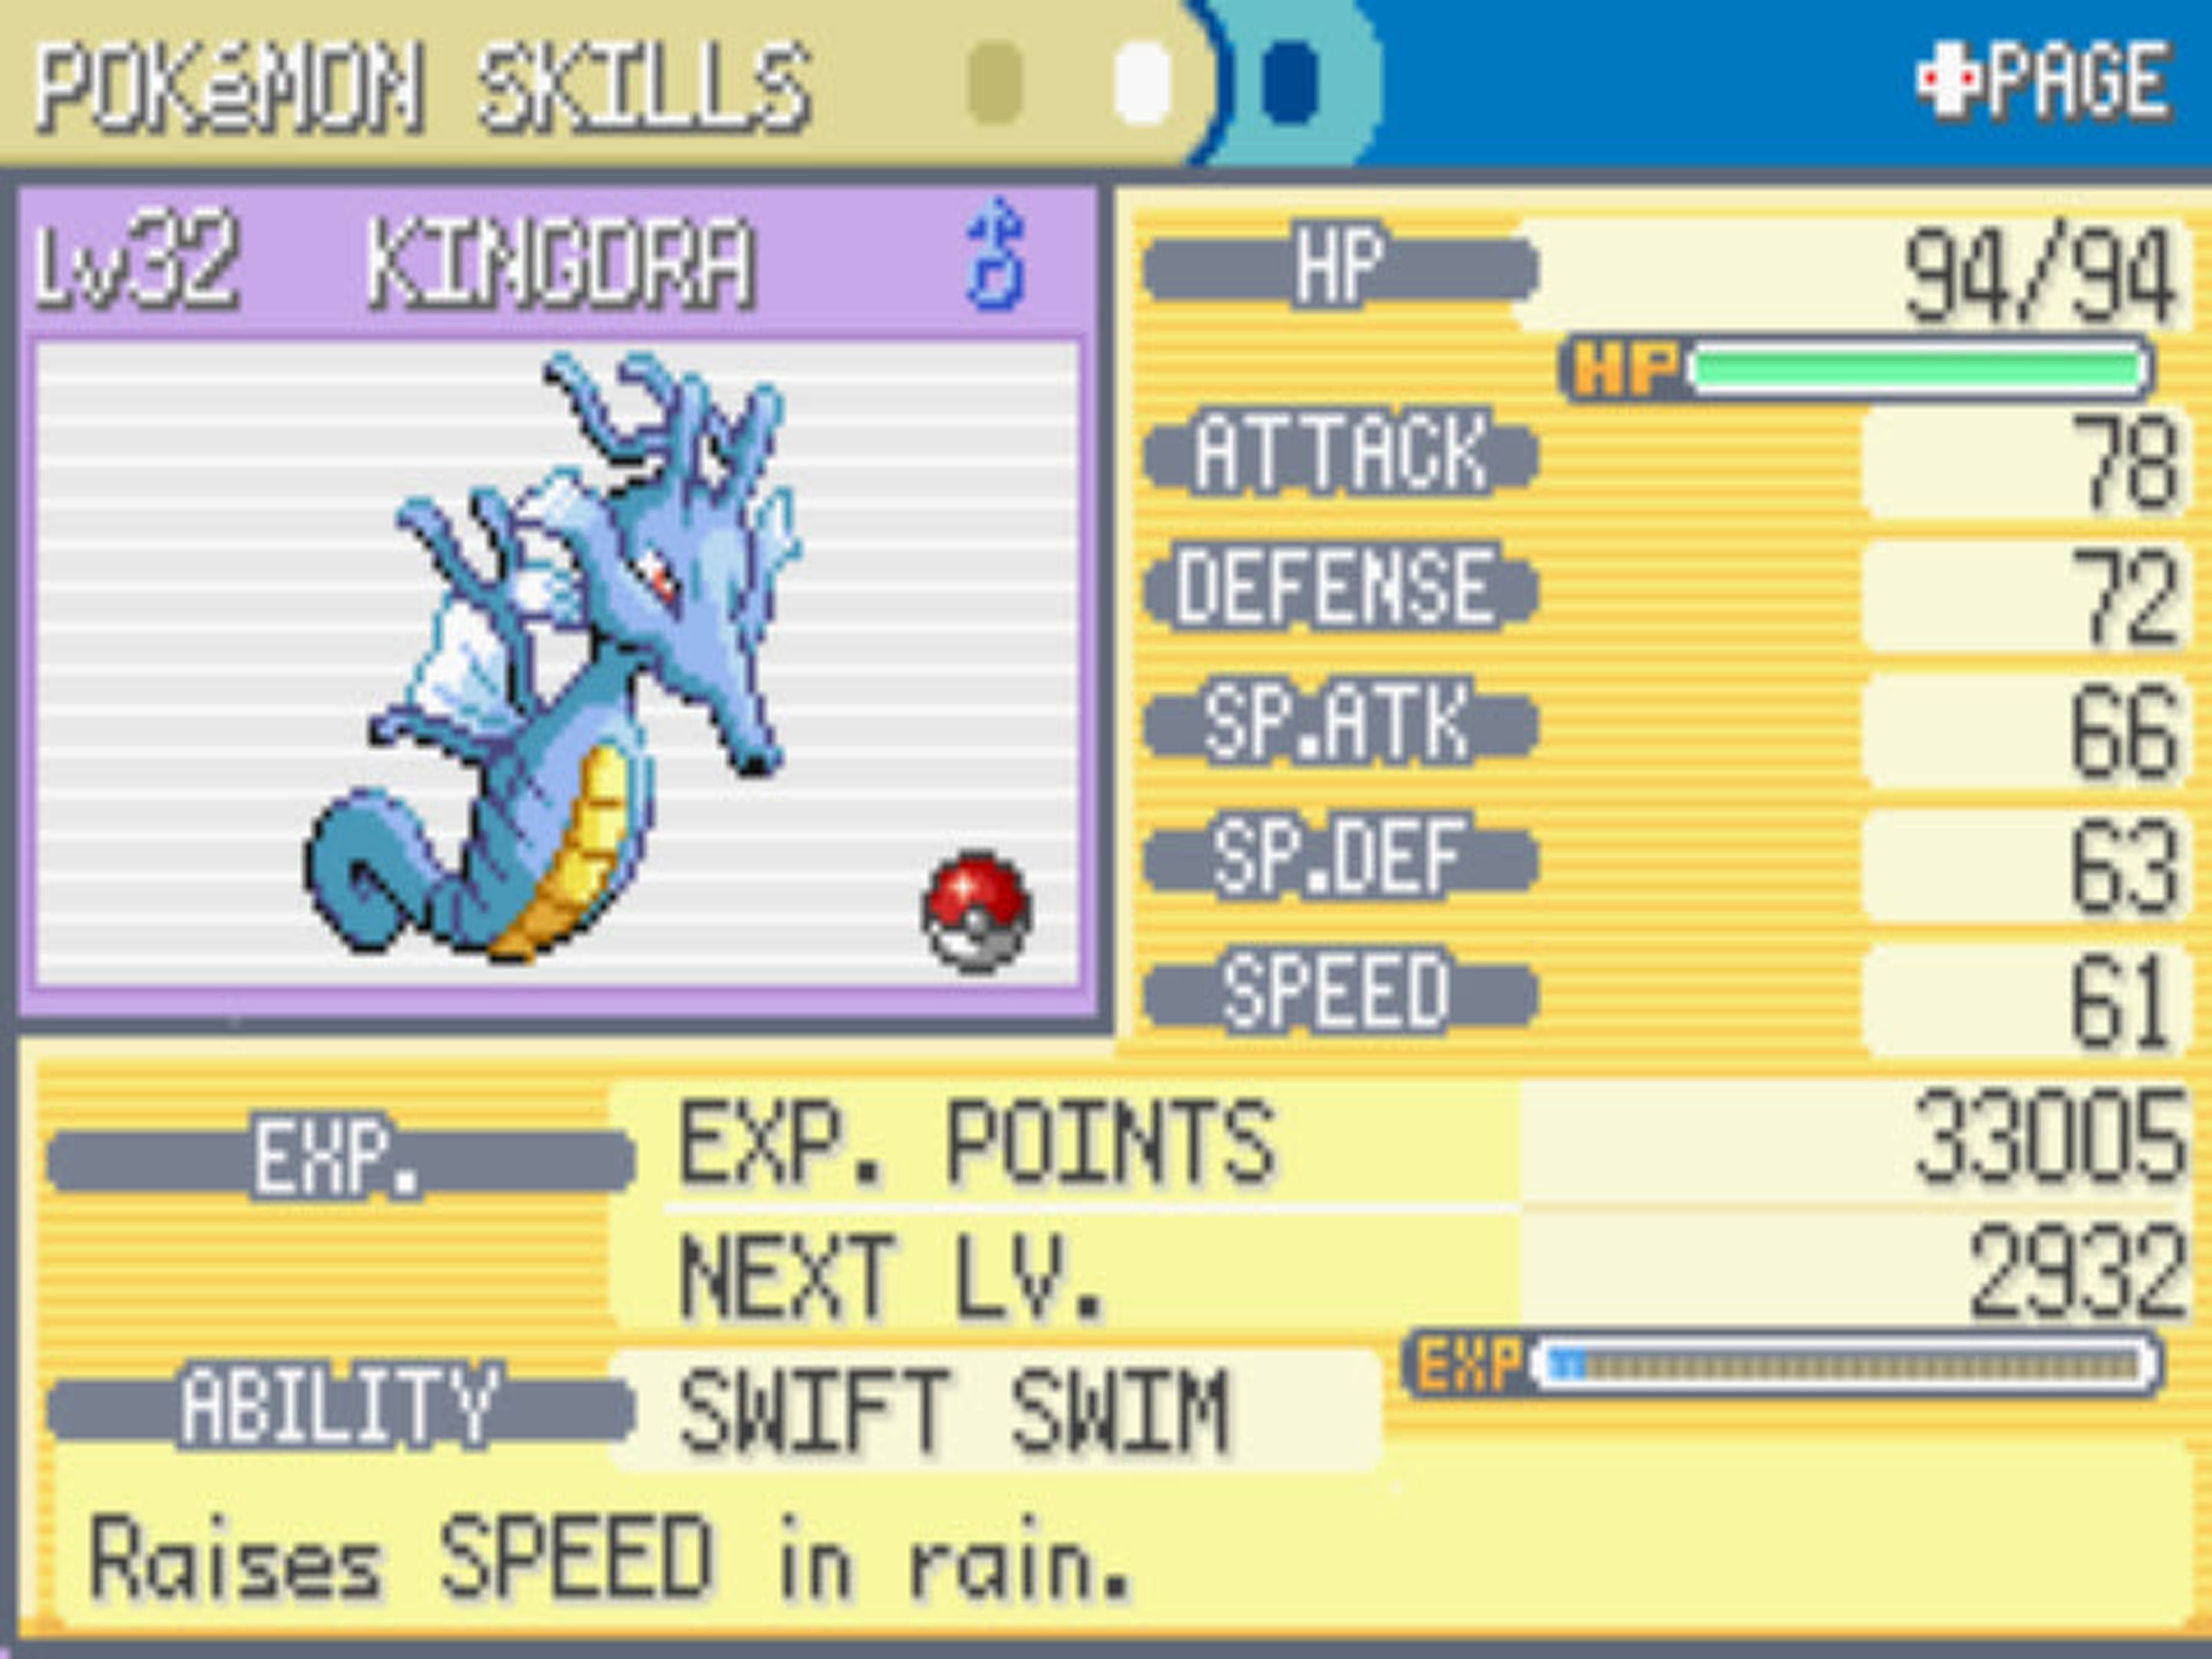 POKéMON SKILLS
PAGE
Lv32 KINGDRA ♂
HP 94/94
HP
ATTACK 78
DEFENSE 72
SP.ATK 66
SP.DEF 63
SPEED 61
EXP. EXP. POINTS 33005
NEXT LV. 2932
EXP
ABILITY SWIFT SWIM
Raises SPEED in rain.